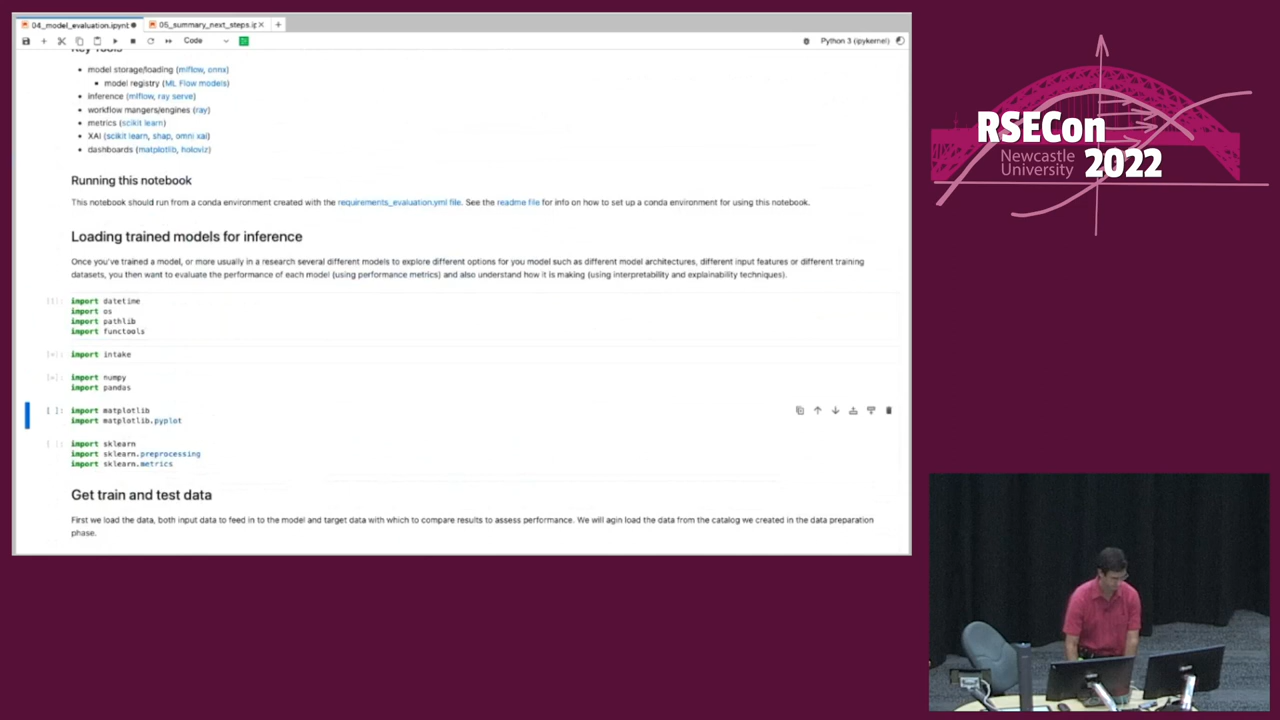 04_model_evaluation.ipynt
05_summary_next_steps.ip
Code
Python 3 (ipykernel)
Key Tools
model storage/loading (mlflow, onnx)
model registry (ML Flow models)
inference (mlflow, ray serve)
workflow mangers/engines (ray)
metrics (scikit learn)
XAI (scikit learn, shap, omni xai)
dashboards (matplotlib, holoviz)
Running this notebook
This notebook should run from a conda environment created with the requirements_evaluation.yml file. See the readme file for info on how to set up a conda environment for using this notebook.
Loading trained models for inference
Once you've trained a model, or more usually in a research several different models to explore different options for you model such as different model architectures, different input features or different training
datasets, you then want to evaluate the performance of each model (using performance metrics) and also understand how it is making (using interpretability and explainability techniques).
[1]: import datetime
import os
import pathlib
import functools
[*]: import intake
[*]: import numpy
import pandas
[ ]: import matplotlib
import matplotlib.pyplot
[ ]: import sklearn
import sklearn.preprocessing
import sklearn.metrics
Get train and test data
First we load the data, both input data to feed in to the model and target data with which to compare results to assess performance. We will agin load the data from the catalog we created in the data preparation
phase.
RSECon
Newcastle
University
2022